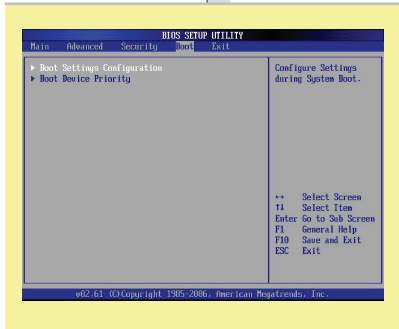 BIOS SETUP UTILITY
Main Advanced Security Boot Exit
▶ Boot Settings Configuration
▶ Boot Device Priority
Configure Settings
during System Boot.
↔ Select Screen
↑↓ Select Item
Enter Go to Sub Screen
F1 General Help
F10 Save and Exit
ESC Exit
v02.61 (C)Copyright 1985-2006, American Megatrends, Inc.